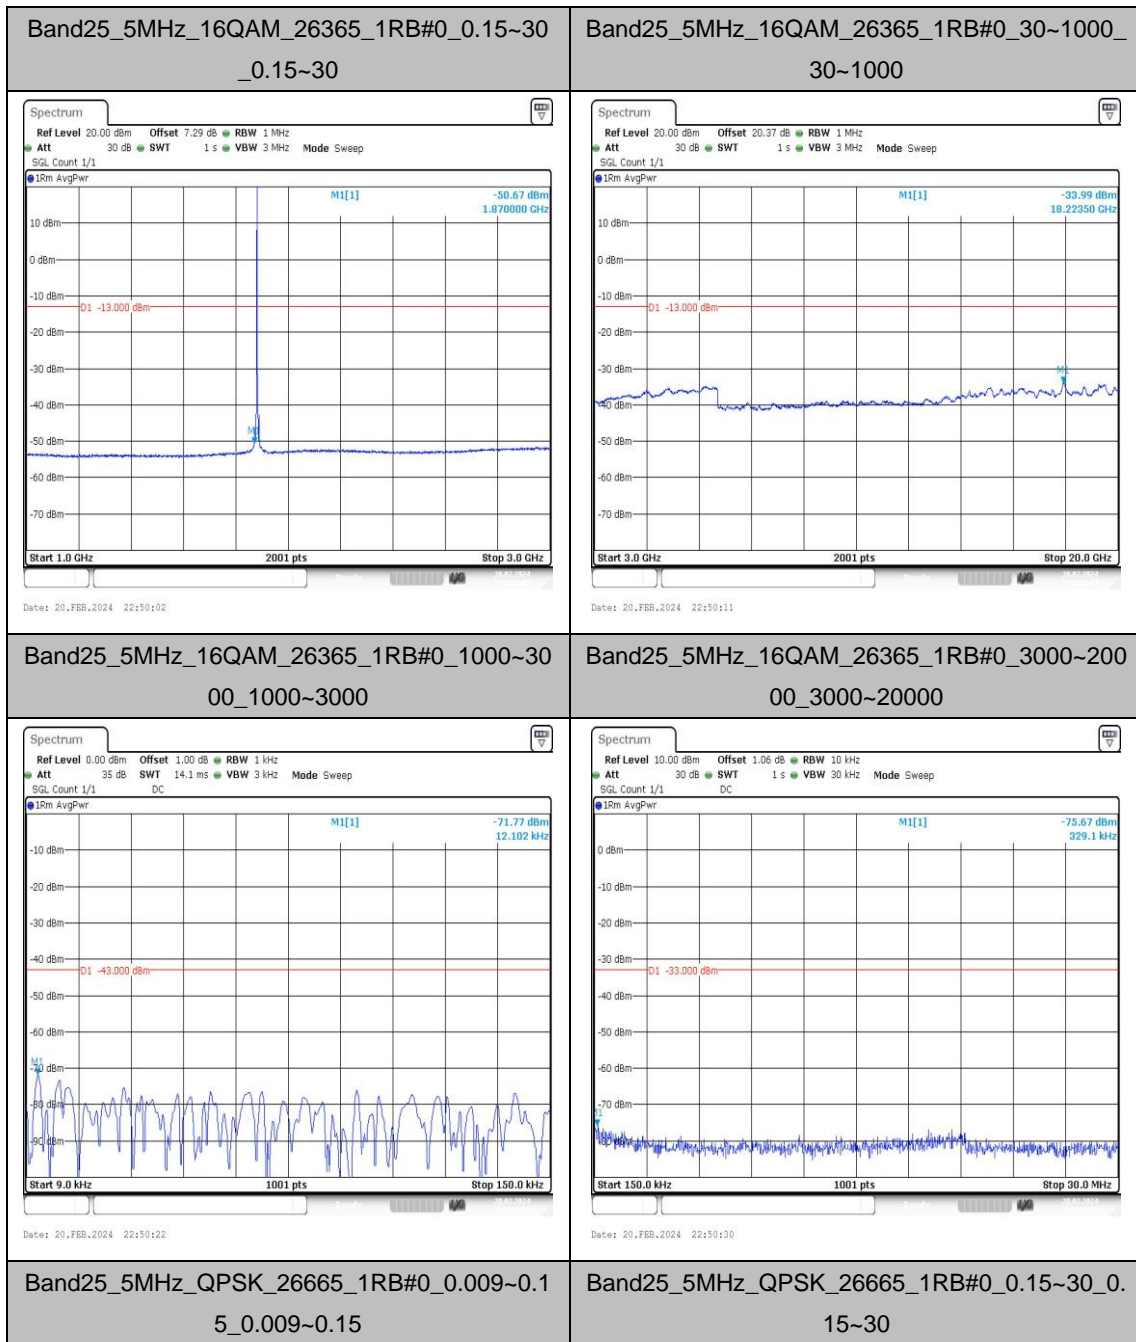 Band25_5MHz_16QAM_26365_1RB#0_0.15~30
_0.15~30
Band25_5MHz_16QAM_26365_1RB#0_30~1000_
30~1000
Spectrum
Ref Level 20.00 dBm Offset 7.29 dB RBW 1 MHz
Att 30 dB SWT 1 s VBW 3 MHz Mode Sweep
SGL Count 1/1
1Rm AvgPwr
M1[1] -50.67 dBm
1.870000 GHz
10 dBm
0 dBm
-10 dBm
D1 -13.000 dBm
-20 dBm
-30 dBm
-40 dBm
-50 dBm
-60 dBm
-70 dBm
Start 1.0 GHz 2001 pts Stop 3.0 GHz
Date: 20.FEB.2024 22:50:02
Spectrum
Ref Level 20.00 dBm Offset 20.37 dB RBW 1 MHz
Att 30 dB SWT 1 s VBW 3 MHz Mode Sweep
SGL Count 1/1
1Rm AvgPwr
M1[1] -33.99 dBm
18.22350 GHz
10 dBm
0 dBm
-10 dBm
D1 -13.000 dBm
-20 dBm
-30 dBm
M1
-40 dBm
-50 dBm
-60 dBm
-70 dBm
Start 3.0 GHz 2001 pts Stop 20.0 GHz
Date: 20.FEB.2024 22:50:11
Band25_5MHz_16QAM_26365_1RB#0_1000~30
00_1000~3000
Band25_5MHz_16QAM_26365_1RB#0_3000~200
00_3000~20000
Spectrum
Ref Level 0.00 dBm Offset 1.00 dB RBW 1 kHz
Att 35 dB SWT 14.1 ms VBW 3 kHz Mode Sweep
SGL Count 1/1 DC
1Rm AvgPwr
M1[1] -71.77 dBm
12.102 kHz
-10 dBm
-20 dBm
-30 dBm
-40 dBm
D1 -43.000 dBm
-50 dBm
-60 dBm
M1
-70 dBm
-80 dBm
-90 dBm
Start 9.0 kHz 1001 pts Stop 150.0 kHz
Date: 20.FEB.2024 22:50:22
Spectrum
Ref Level 10.00 dBm Offset 1.06 dB RBW 10 kHz
Att 30 dB SWT 1 s VBW 30 kHz Mode Sweep
SGL Count 1/1 DC
1Rm AvgPwr
M1[1] -75.67 dBm
329.1 kHz
0 dBm
-10 dBm
-20 dBm
-30 dBm
D1 -33.000 dBm
-40 dBm
-50 dBm
-60 dBm
-70 dBm
-80 dBm
Start 150.0 kHz 1001 pts Stop 30.0 MHz
Date: 20.FEB.2024 22:50:30
Band25_5MHz_QPSK_26665_1RB#0_0.009~0.1
5_0.009~0.15
Band25_5MHz_QPSK_26665_1RB#0_0.15~30_0.
15~30